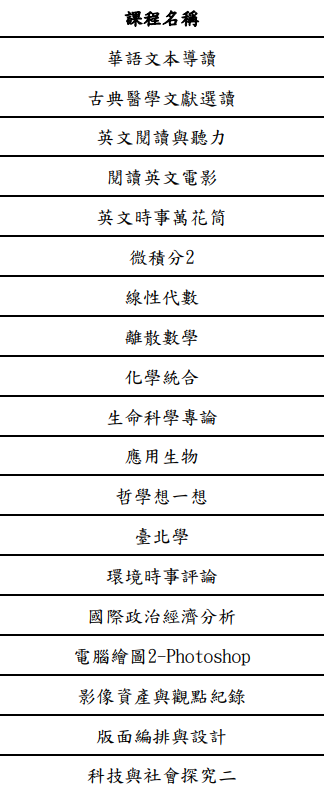 課程名稱
華語文本導讀
古典醫學文獻選讀
英文閱讀與聽力
閱讀英文電影
英文時事萬花筒
微積分2
線性代數
離散數學
化學統合
生命科學專論
應用生物
哲學想一想
臺北學
環境時事評論
國際政治經濟分析
電腦繪圖2-Photoshop
影像資產與觀點紀錄
版面編排與設計
科技與社會探究二